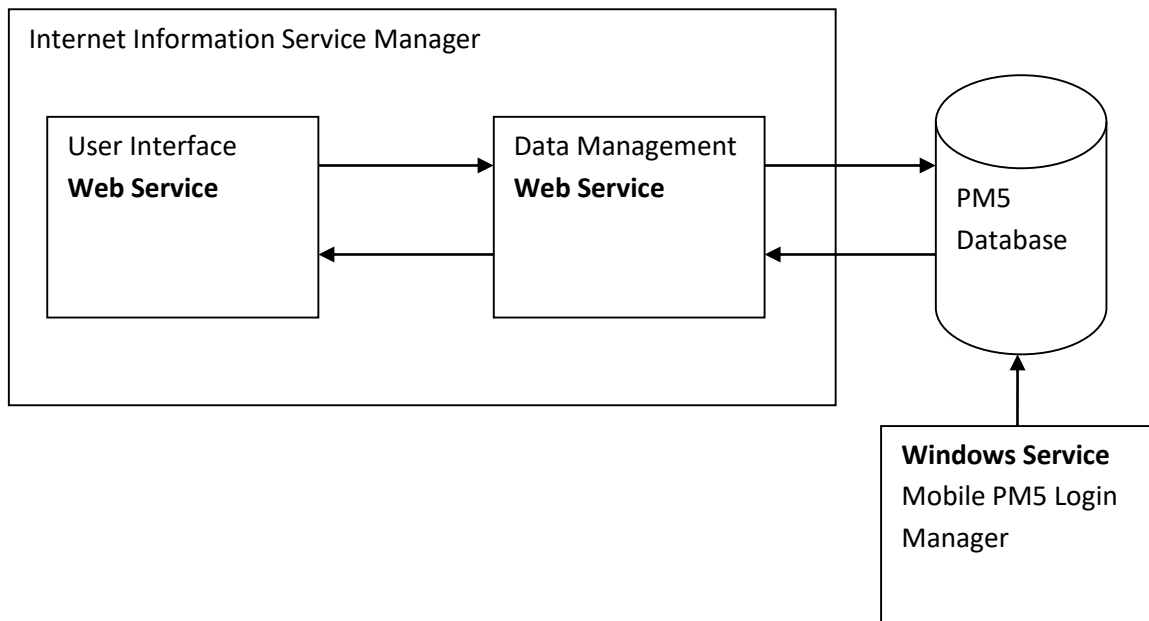 Internet Information Service Manager
User Interface
Web Service
Data Management
Web Service
PM5
Database
Windows Service
Mobile PM5 Login
Manager